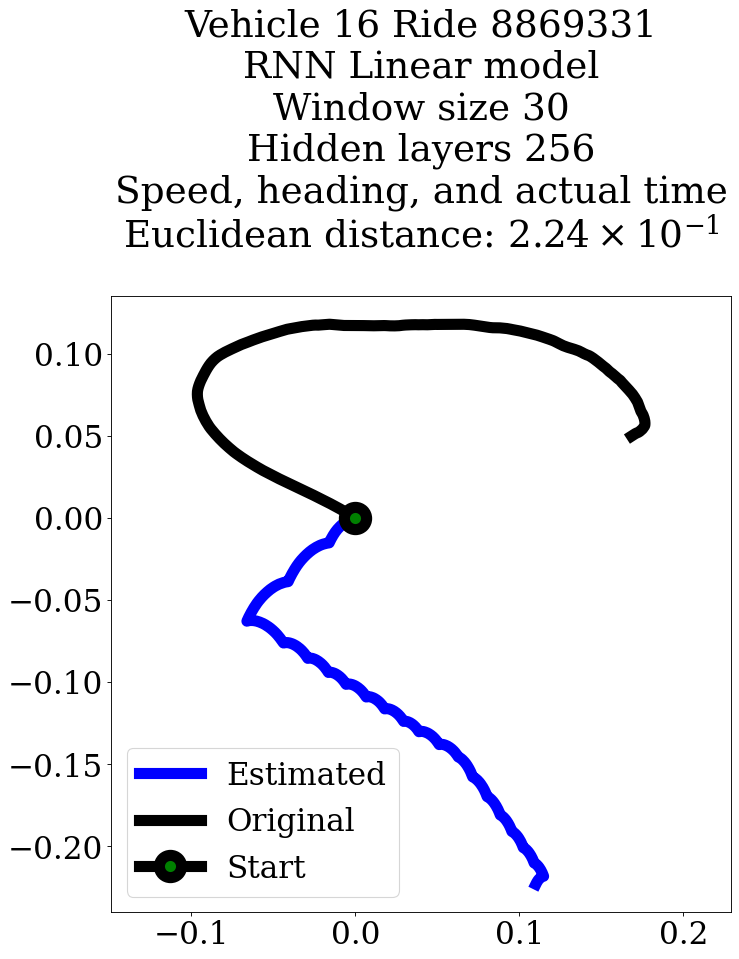 Vehicle 16 Ride 8869331
RNN Linear model
Window size 30
Hidden layers 256
Speed, heading, and actual time
Euclidean distance: 2.24 × 10⁻¹
0.10
0.05
0.00
−0.05
−0.10
−0.15
−0.20
Estimated
Original
Start
−0.1 0.0 0.1 0.2